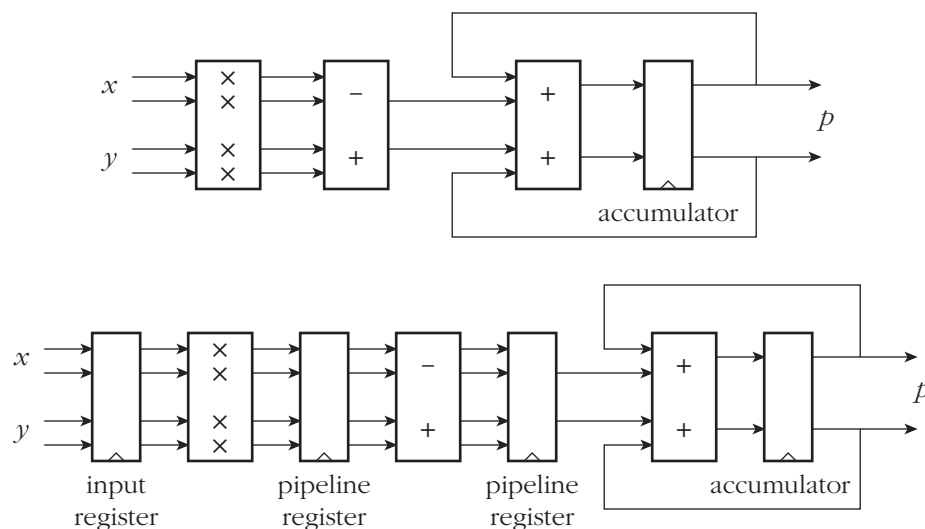 x
×
×
−
+
p
y
×
×
+
+
accumulator
x
×
×
−
+
p
y
×
×
+
+
input
register
pipeline
register
pipeline
register
accumulator